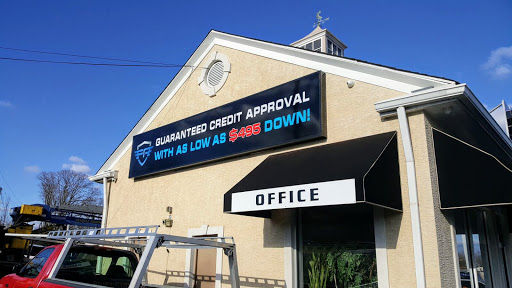 GUARANTEED CREDIT APPROVAL
WITH AS LOW AS $495 DOWN!
OFFICE